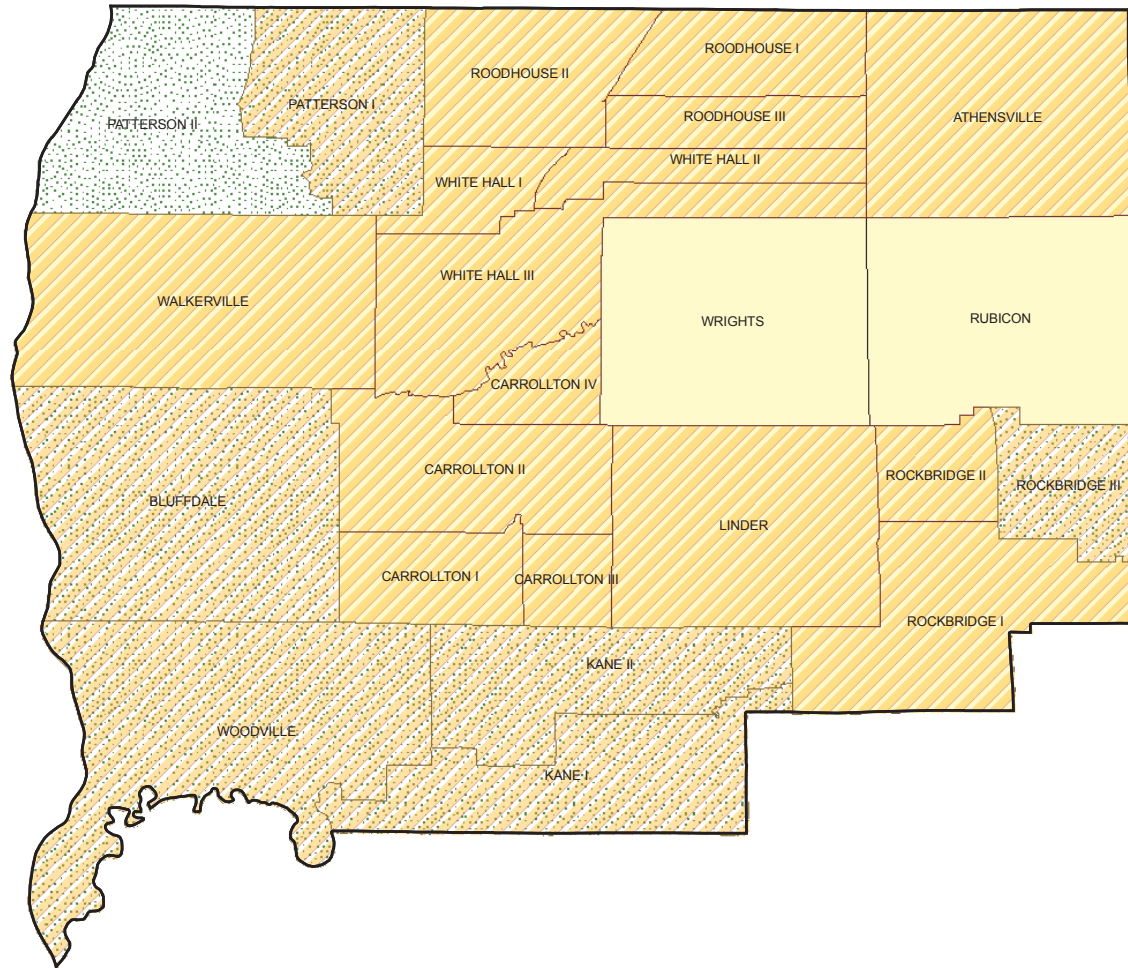 ROODHOUSE I
ROODHOUSE II
PATTERSON I
PATTERSON II
ROODHOUSE III
ATHENSVILLE
WHITE HALL II
WHITE HALL I
WHITE HALL III
WALKERVILLE
WRIGHTS
RUBICON
CARROLLTON IV
CARROLLTON II
ROCKBRIDGE II
ROCKBRIDGE III
BLUFFDALE
LINDER
CARROLLTON I
CARROLLTON III
ROCKBRIDGE I
KANE II
WOODVILLE
KANE I